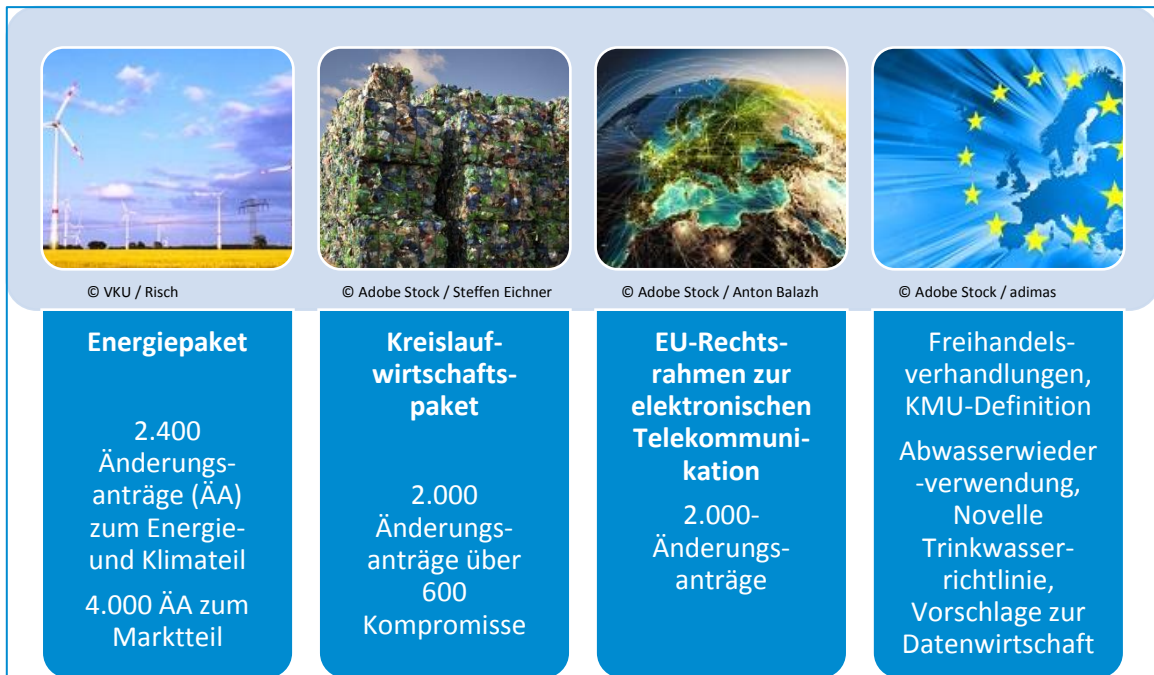 © VKU / Risch
© Adobe Stock / Steffen Eichner
© Adobe Stock / Anton Balazh
© Adobe Stock / adimas
Energiepaket
2.400
Änderungs-
anträge (ÄA)
zum Energie-
und Klimateil
4.000 ÄA zum
Marktteil
Kreislauf-
wirtschafts-
paket
2.000
Änderungs-
anträge über
600
Kompromisse
EU-Rechts-
rahmen zur
elektronischen
Telekommuni-
kation
2.000-
Änderungs-
anträge
Freihandels-
verhandlungen,
KMU-Definition
Abwasserwieder
-verwendung,
Novelle
Trinkwasser-
richtlinie,
Vorschlage zur
Datenwirtschaft